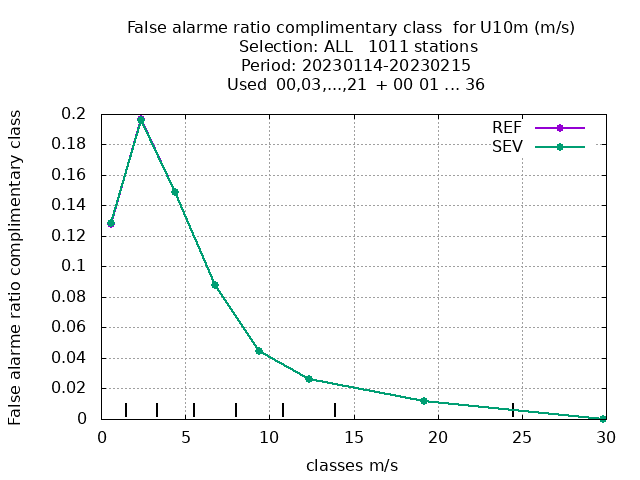 False alarme ratio complimentary class  for U10m (m/s)
Selection: ALL   1011 stations
Period: 20230114-20230215
Used  00,03,...,21  + 00 01 ... 36
False alarme ratio complimentary class
REF
SEV
0.2
0.18
0.16
0.14
0.12
0.1
0.08
0.06
0.04
0.02
0
0 5 10 15 20 25 30
classes m/s